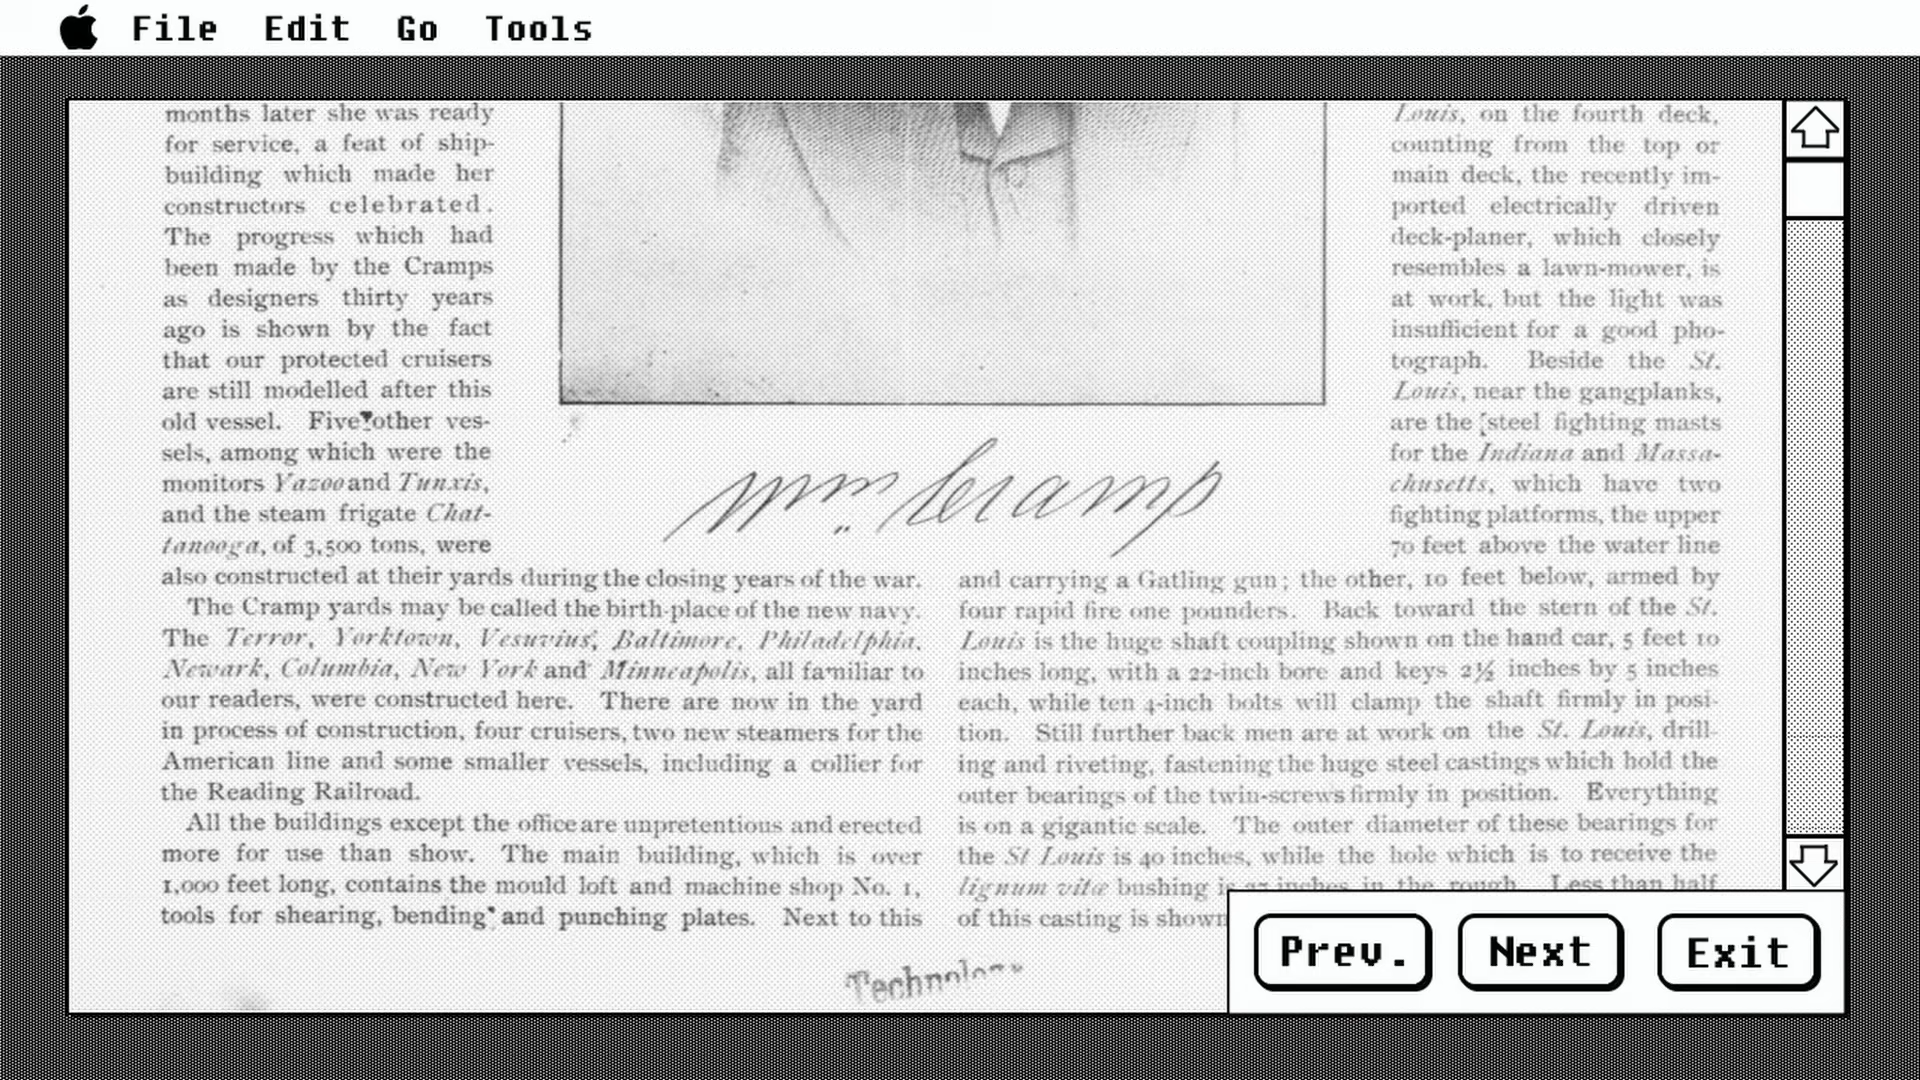 File Edit Go Tools
months later she was ready
for service, a feat of ship-
building which made her
constructors celebrated.
The progress which had
been made by the Cramps
as designers thirty years
ago is shown by the fact
that our protected cruisers
are still modelled after this
old vessel. Five other ves-
sels, among which were the
monitors Yazoo and Tunxis,
and the steam frigate Chat-
tanooga, of 3,500 tons, were
also constructed at their yards during the closing years of the war.
The Cramp yards may be called the birth-place of the new navy.
The Terror, Yorktown, Vesuvius, Baltimore, Philadelphia,
Newark, Columbia, New York and Minneapolis, all familiar to
our readers, were constructed here. There are now in the yard
in process of construction, four cruisers, two new steamers for the
American line and some smaller vessels, including a collier for
the Reading Railroad.
All the buildings except the office are unpretentious and erected
more for use than show. The main building, which is over
1,000 feet long, contains the mould loft and machine shop No. 1,
tools for shearing, bending and punching plates. Next to this
Wm. Cramp
Louis, on the fourth deck,
counting from the top or
main deck, the recently im-
ported electrically driven
deck-planer, which closely
resembles a lawn-mower, is
at work, but the light was
insufficient for a good pho-
tograph. Beside the St.
Louis, near the gangplanks,
are the [steel fighting masts
for the Indiana and Massa-
chusetts, which have two
fighting platforms, the upper
70 feet above the water line
and carrying a Gatling gun; the other, 10 feet below, armed by
four rapid fire one pounders. Back toward the stern of the St.
Louis is the huge shaft coupling shown on the hand car, 5 feet 10
inches long, with a 22-inch bore and keys 2½ inches by 5 inches
each, while ten 4-inch bolts will clamp the shaft firmly in posi-
tion. Still further back men are at work on the St. Louis, drill-
ing and riveting, fastening the huge steel castings which hold the
outer bearings of the twin-screws firmly in position. Everything
is on a gigantic scale. The outer diameter of these bearings for
the St Louis is 40 inches, while the hole which is to receive the
lignum vitæ bushing is inches in the rough. Less than half
of this casting is shown
Technology
Prev. Next Exit